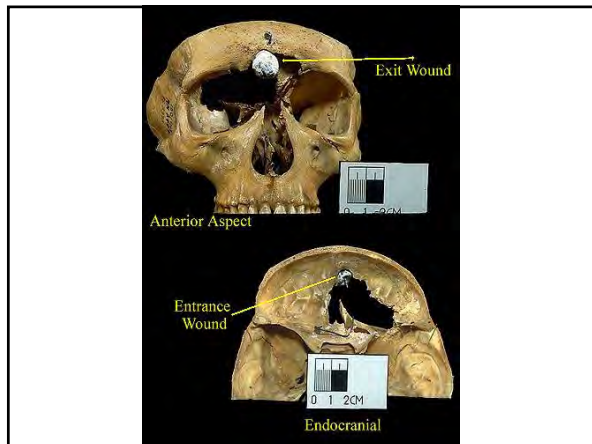 Exit Wound
0 1 2CM
Anterior Aspect
Entrance
Wound
0 1 2CM
Endocranial